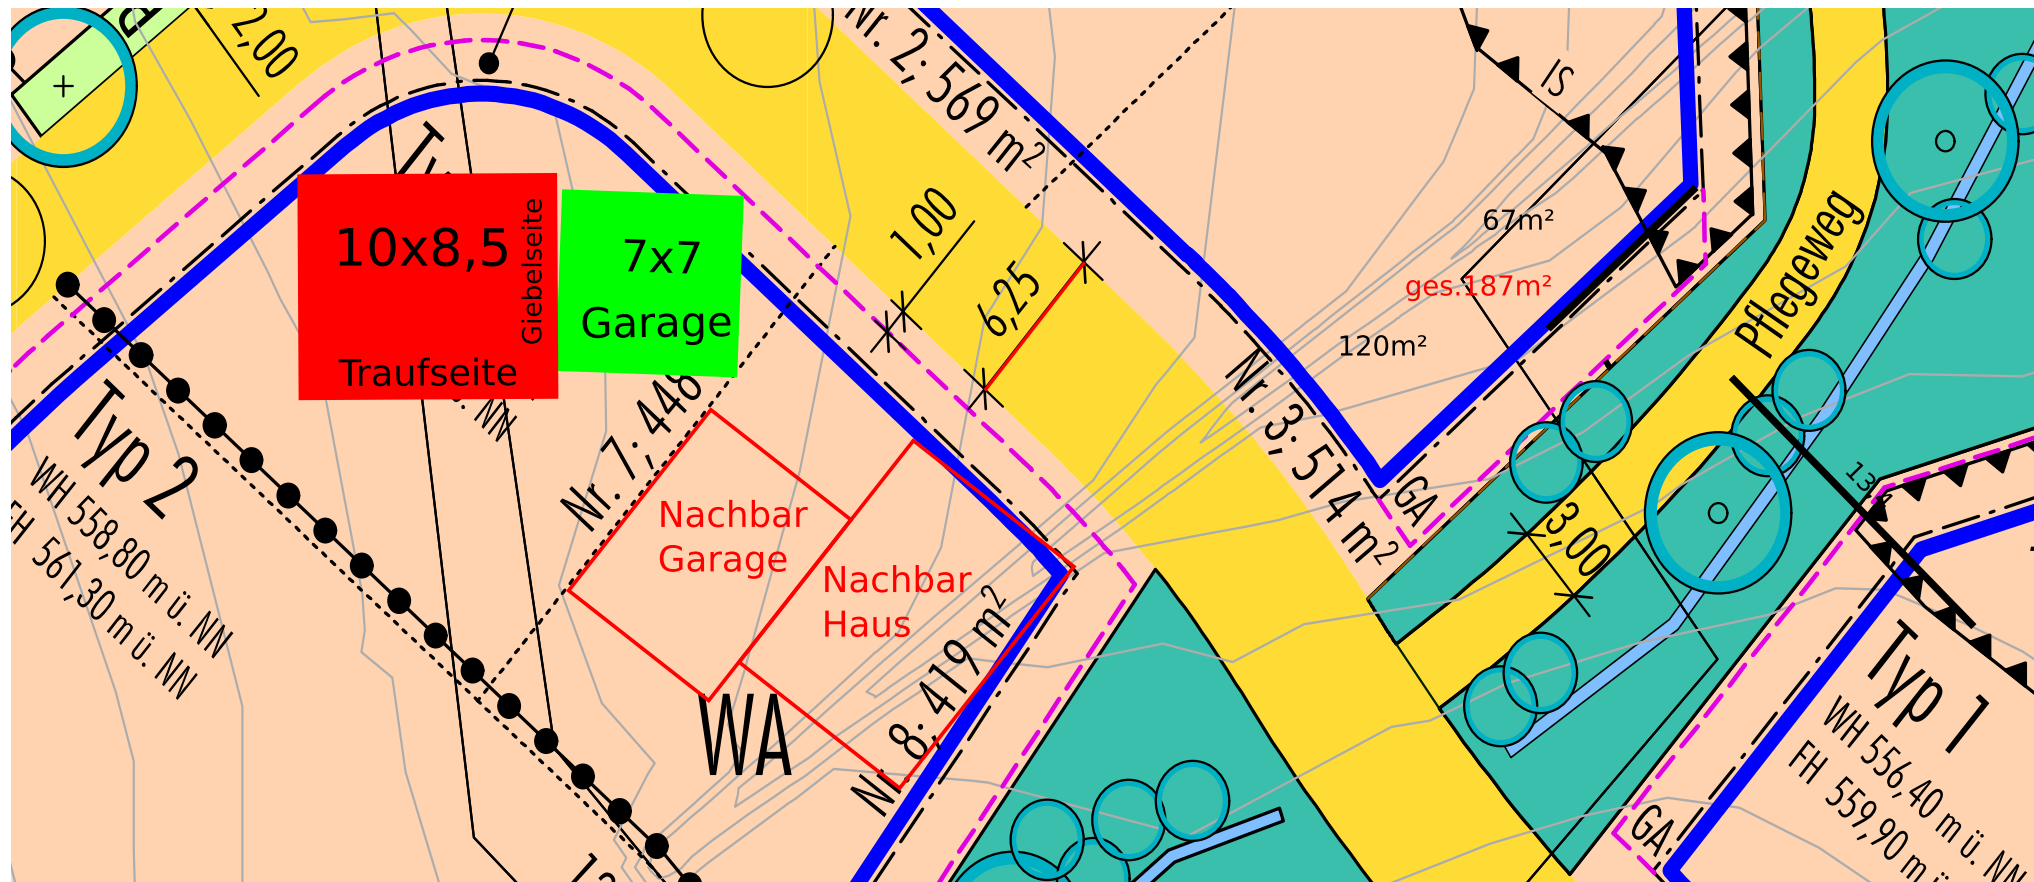 2,00
Nr. 2; 569 m²
IS
67m²
ges.187m²
120m²
Pflegeweg
1,00
6,25
10x8,5
Giebelseite
Traufseite
7x7
Garage
NN
Typ 2
WH 558,80 m ü. NN
FH 561,30 m ü. NN
Nr. 7; 448
Nachbar
Garage
Nachbar
Haus
Nr. 8; 419 m²
WA
Nr. 3; 514 m²
GA
3,00
Typ 1
WH 556,40 m ü. NN
FH 559,90 m ü
GA